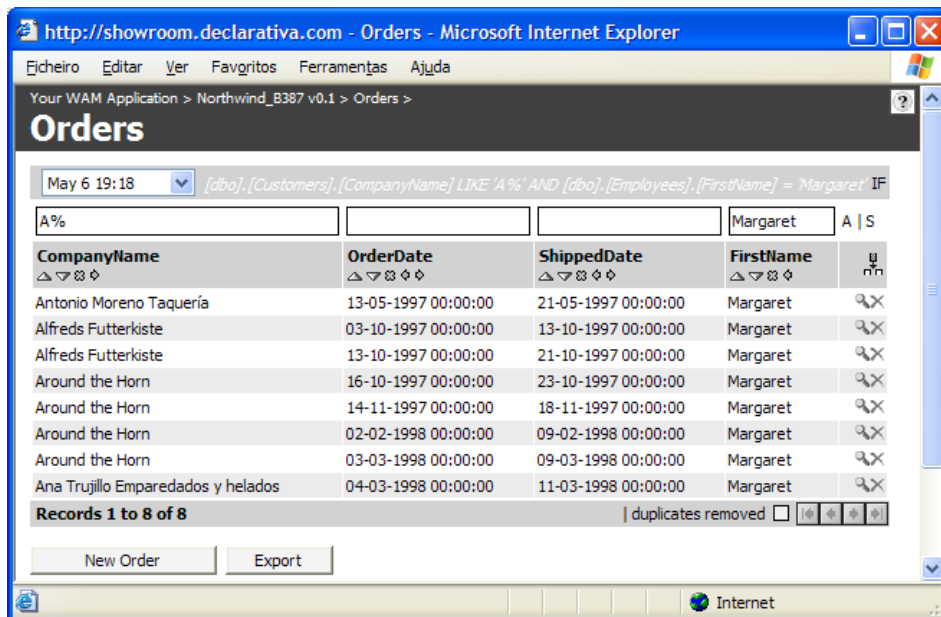 http://showroom.declarativa.com - Orders - Microsoft Internet Explorer
Ficheiro Editar Ver Favoritos Ferramentas Ajuda
Your WAM Application > Northwind_B387 v0.1 > Orders >
?
Orders
May 6 19:18 [dbo].[Customers].[CompanyName] LIKE 'A%' AND [dbo].[Employees].[FirstName] = 'Margaret' IF
A% Margaret A | S
CompanyName OrderDate ShippedDate FirstName
Antonio Moreno Taquería 13-05-1997 00:00:00 21-05-1997 00:00:00 Margaret
Alfreds Futterkiste 03-10-1997 00:00:00 13-10-1997 00:00:00 Margaret
Alfreds Futterkiste 13-10-1997 00:00:00 21-10-1997 00:00:00 Margaret
Around the Horn 16-10-1997 00:00:00 23-10-1997 00:00:00 Margaret
Around the Horn 14-11-1997 00:00:00 18-11-1997 00:00:00 Margaret
Around the Horn 02-02-1998 00:00:00 09-02-1998 00:00:00 Margaret
Around the Horn 03-03-1998 00:00:00 09-03-1998 00:00:00 Margaret
Ana Trujillo Emparedados y helados 04-03-1998 00:00:00 11-03-1998 00:00:00 Margaret
Records 1 to 8 of 8 | duplicates removed
New Order Export
Internet